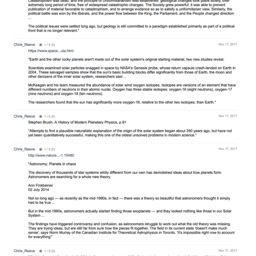 extremely long period of time, free of widespread catastrophic changes. The Society grew powerful; it was able to prevent
publication of material favorable to catastrophism, and to arrange evidence so as to satisfy a uniformitarian view. Similarly, the
political battle was won by the liberals, and the power flow between the King, the Parliament, and the People changed direction
The political issues were settled long ago, but geology is still committed to a paradigm established primarily as part of a political
front that is no longer relevant."
Chris_Reeve
Nov 11, 2017
"Earth and the other rocky planets aren't made out of the solar system's original starting material, two new studies reveal.
Scientists examined solar particles snagged in space by NASA's Genesis probe, whose return capsule crash-landed on Earth in
2004. These salvaged samples show that the sun's basic building blocks differ significantly from those of Earth, the moon and
other denizens of the inner solar system, researchers said. ...
McKeegan and his team measured the abundance of solar wind oxygen isotopes. Isotopes are versions of an element that have
different numbers of neutrons in their atomic nuclei. Oxygen has three stable isotopes: oxygen-16 (eight neutrons), oxygen-17
(nine neutrons) and oxygen-18 (ten neutrons).
The researchers found that the sun has significantly more oxygen-16, relative to the other two isotopes, than Earth."
Chris_Reeve
Nov 11, 2017
Stephen Brush, A History of Modern Planetary Physics, p.91
"Attempts to find a plausible naturalistic explanation of the origin of the solar system began about 350 years ago, but have not yet
been quantitatively successful, making this one of the oldest unsolved problems in modern science."
Chris_Reeve
Nov 11, 2017
"Astronomy: Planets in chaos
The discovery of thousands of star systems wildly different from our own has demolished ideas about how planets form.
Astronomers are searching for a whole new theory.
Ann Finkbeiner
02 July 2014
Not so long ago — as recently as the mid-1990s, in fact — there was a theory so beautiful that astronomers thought it simply
had to be true ...
But in the mid-1990s, astronomers actually started finding those exoplanets — and they looked nothing like those in our Solar
System ...
The findings have triggered controversy and confusion, as astronomers struggle to work out what the old theory was missing.
They are trying ideas, but are still far from sure how the pieces fit together. The field in its current state "doesn't make much
sense", says Norm Murray of the Canadian Institute for Theoretical Astrophysics in Toronto. "It's impossible right now to account
for everything"